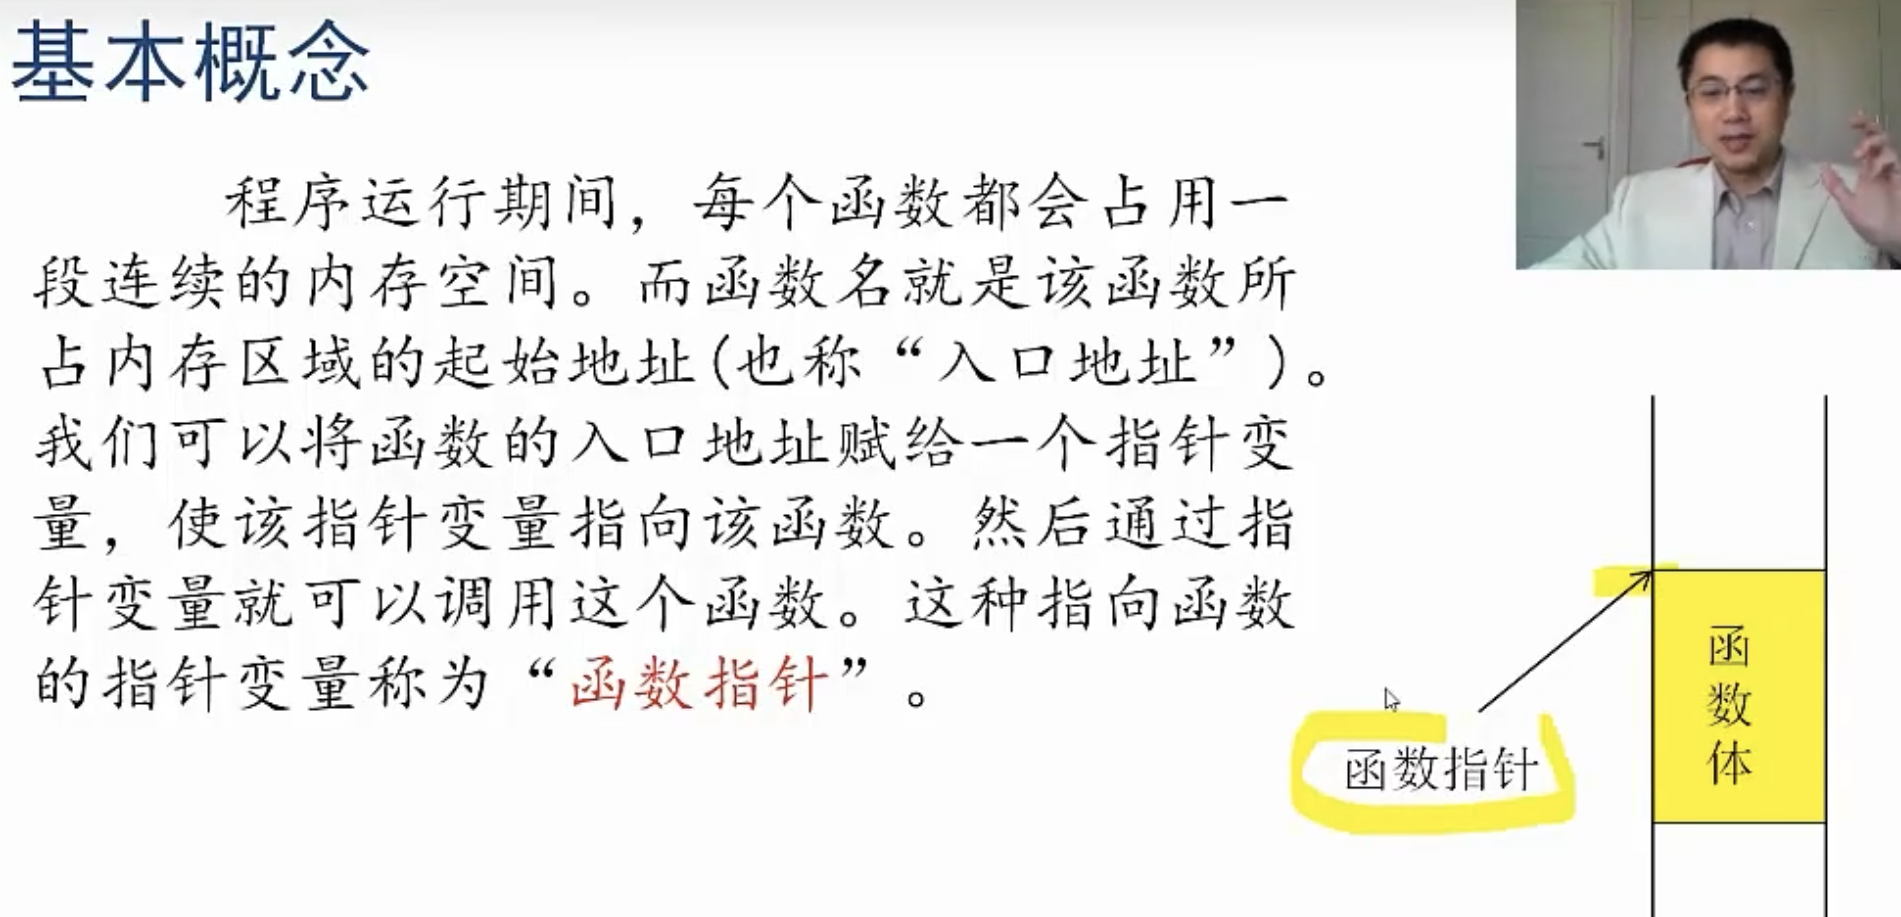 基本概念
程序运行期间，每个函数都会占用一
段连续的内存空间。而函数名就是该函数所
占内存区域的起始地址(也称“入口地址”)。
我们可以将函数的入口地址赋给一个指针变
量，使该指针变量指向该函数。然后通过指
针变量就可以调用这个函数。这种指向函数
的指针变量称为“函数指针”。
函数指针
函
数
体